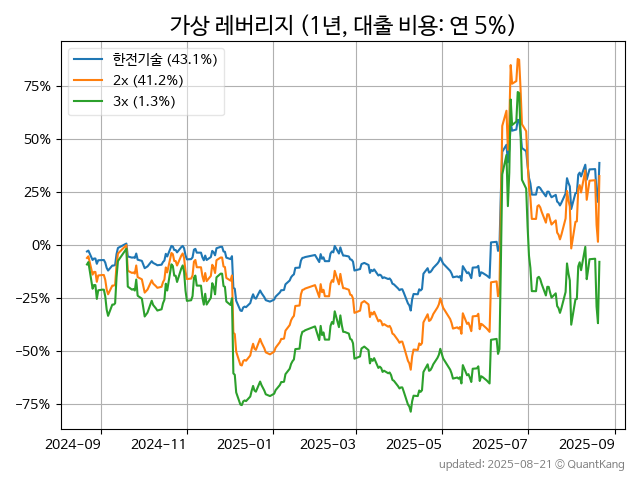 가상 레버리지 (1년, 대출 비용: 연 5%)
한전기술 (43.1%)
2x (41.2%)
3x (1.3%)
75%
50%
25%
0%
−25%
−50%
−75%
2024-09
2024-11
2025-01
2025-03
2025-05
2025-07
2025-09
updated: 2025-08-21 © QuantKang